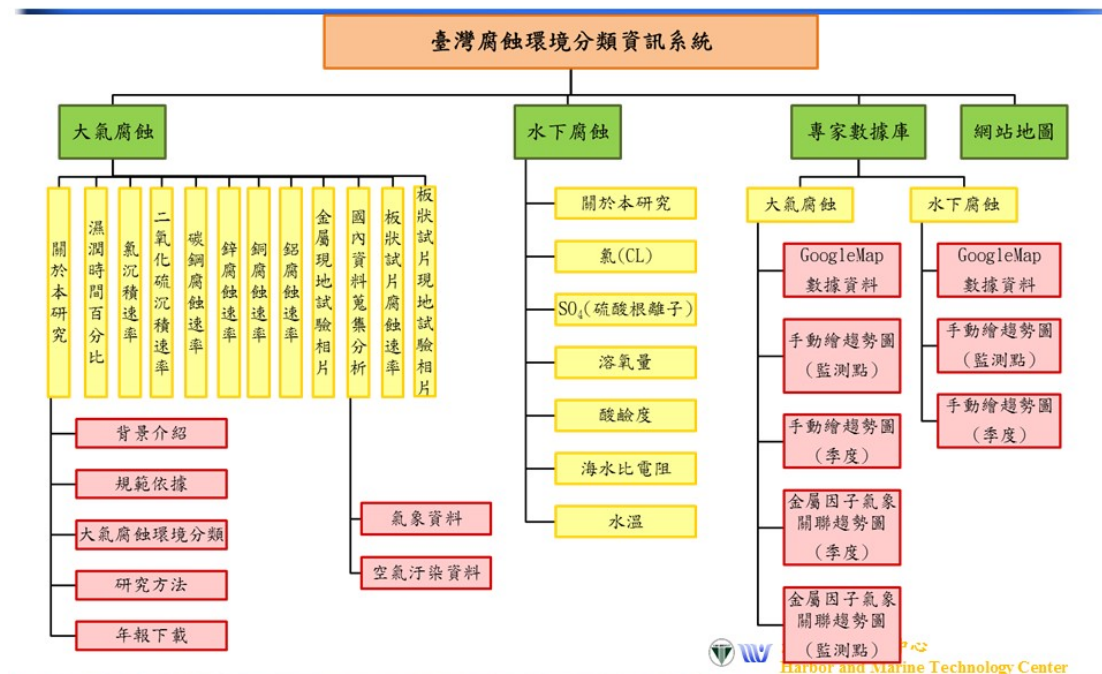 臺灣腐蝕環境分類資訊系統
大氣腐蝕
水下腐蝕
專家數據庫
網站地圖
關於本研究
濕潤時間百分比
氯沉積速率
二氧化硫沉積速率
碳鋼腐蝕速率
鋅腐蝕速率
銅腐蝕速率
鋁腐蝕速率
金屬現地試驗相片
國內資料蒐集分析
板狀試片腐蝕速率
板狀試片現地試驗相片
背景介紹
規範依據
大氣腐蝕環境分類
研究方法
年報下載
氣象資料
空氣汙染資料
關於本研究
氯(CL)
SO₄(硫酸根離子)
溶氧量
酸鹼度
海水比電阻
水溫
大氣腐蝕
GoogleMap
數據資料
手動繪趨勢圖
(監測點)
手動繪趨勢圖
(季度)
金屬因子氣象
關聯趨勢圖
(季度)
金屬因子氣象
關聯趨勢圖
(監測點)
水下腐蝕
GoogleMap
數據資料
手動繪趨勢圖
(監測點)
手動繪趨勢圖
(季度)
心
Harbor and Marine Technology Center